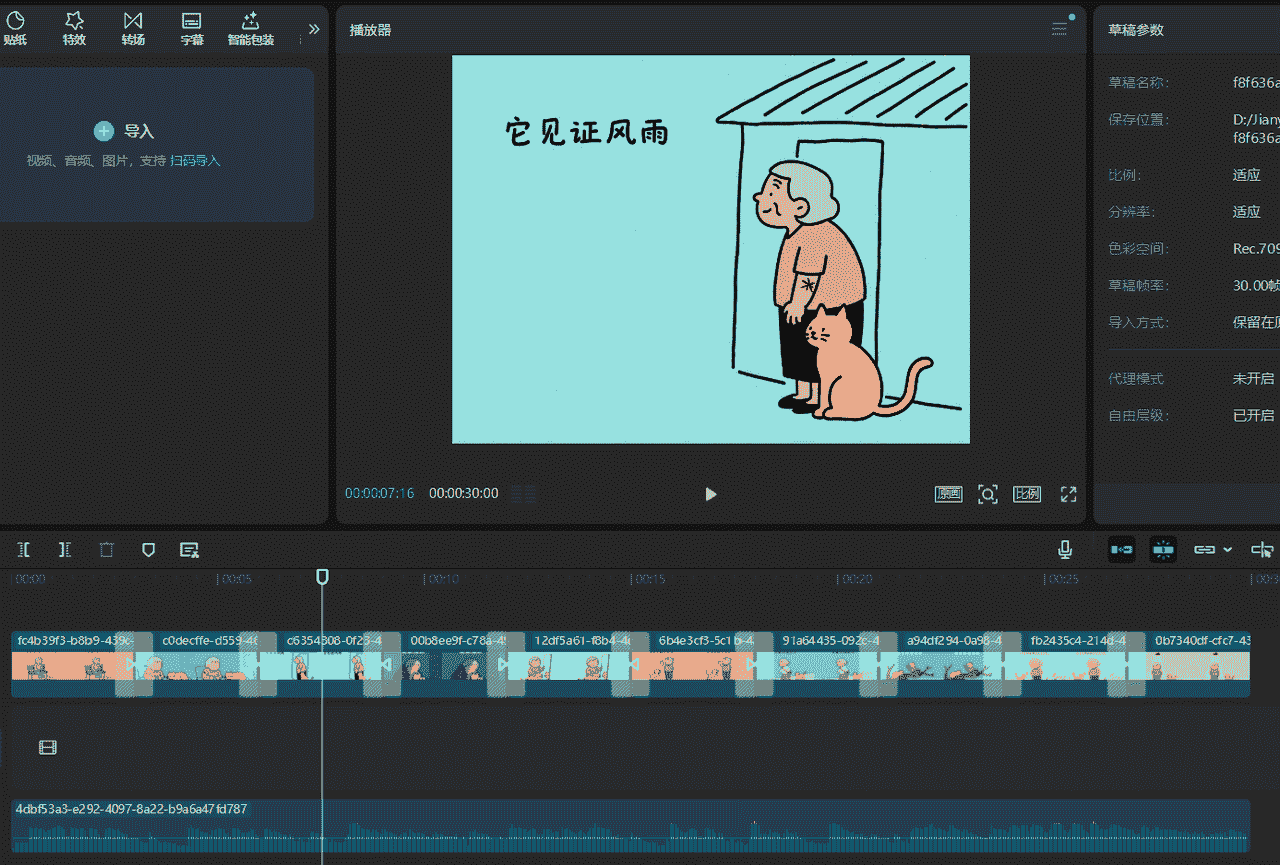 贴纸
特效
转场
字幕
智能包装
导入
视频、音频、图片，支持 扫码导入
播放器
它见证风雨
00:00:07:16 00:00:30:00
原画
比例
草稿参数
草稿名称： f8f636a
保存位置： D:/Jiany
f8f636a
比例： 适应
分辨率： 适应
色彩空间： Rec.709
草稿帧率： 30.00帧
导入方式： 保留在原
代理模式 未开启
自由层级： 已开启
00:00 00:05 00:10 00:15 00:20 00:25
fc4b39f3-b8b9-439c- c0decffe-d559-46 c6354808-0f23-4 00b8ee9f-c78a-4 12df5a61-f8b4-4 6b4e3cf3-5c1b-4 91a64435-092c-4 a94df294-0a98-4 fb2435c4-214d-4 0b7340df-cfc7-43
4dbf53a3-e292-4097-8a22-b9a6a47fd787